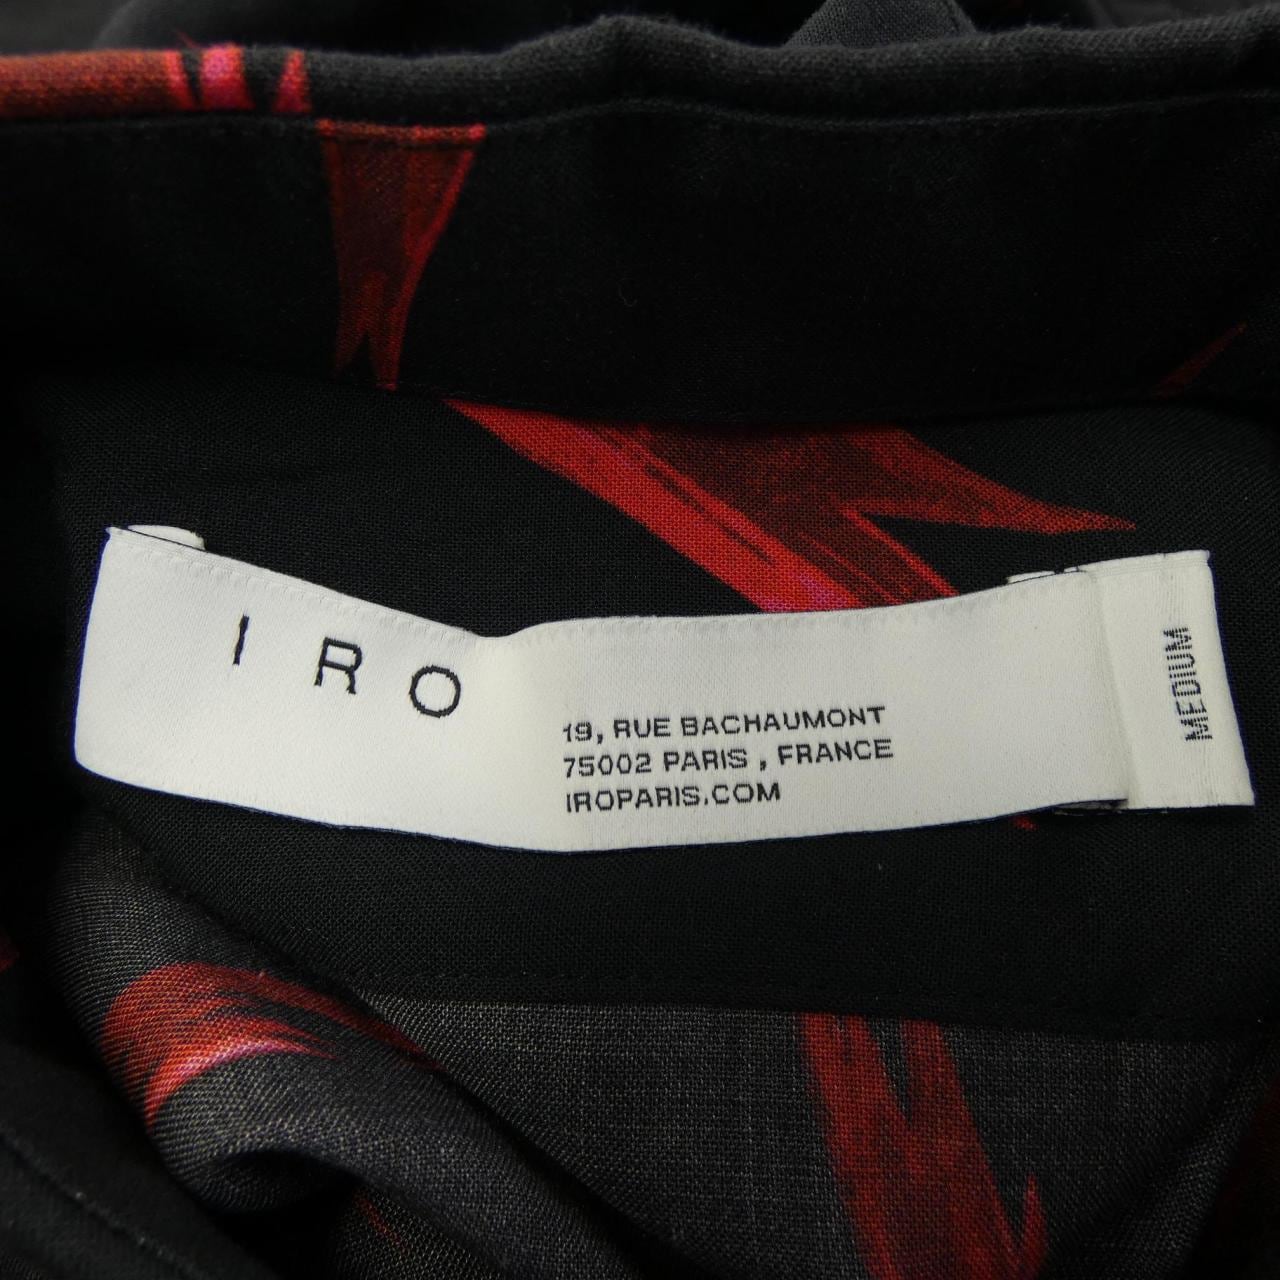 IRO
19, RUE BACHAUMONT
75002 PARIS , FRANCE
IROPARIS.COM
MEDIUM